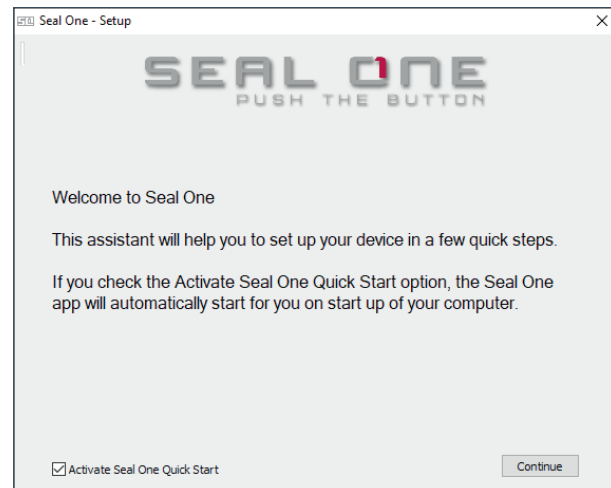 Seal One - Setup
SEAL ONE
PUSH THE BUTTON
Welcome to Seal One
This assistant will help you to set up your device in a few quick steps.
If you check the Activate Seal One Quick Start option, the Seal One
app will automatically start for you on start up of your computer.
Activate Seal One Quick Start
Continue